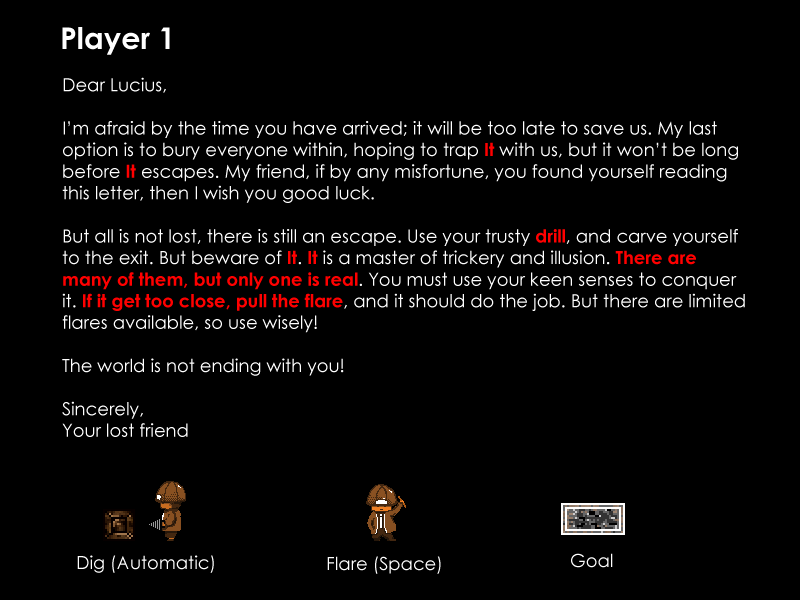 Player 1
Dear Lucius,
I'm afraid by the time you have arrived; it will be too late to save us. My last
option is to bury everyone within, hoping to trap It with us, but it won't be long
before It escapes. My friend, if by any misfortune, you found yourself reading
this letter, then I wish you good luck.
But all is not lost, there is still an escape. Use your trusty drill, and carve yourself
to the exit. But beware of It. It is a master of trickery and illusion. There are
many of them, but only one is real. You must use your keen senses to conquer
it. If it get too close, pull the flare, and it should do the job. But there are limited
flares available, so use wisely!
The world is not ending with you!
Sincerely,
Your lost friend
Dig (Automatic)
Flare (Space)
Goal